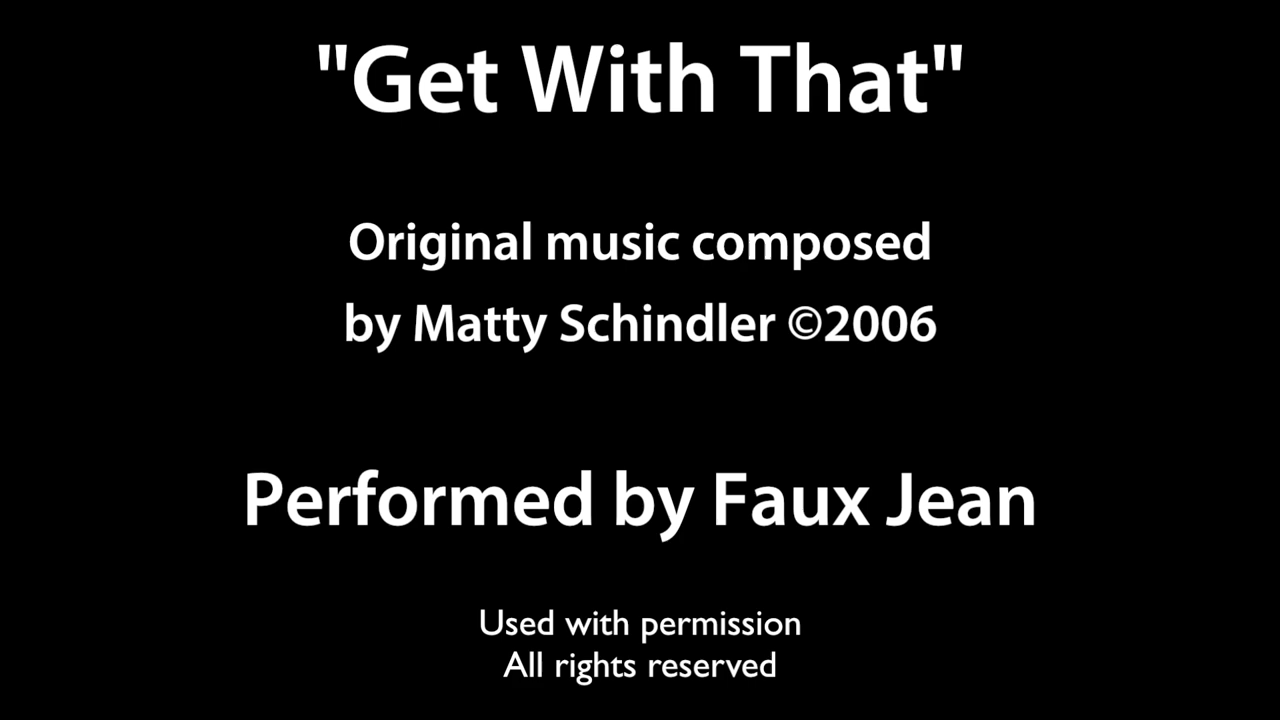 "Get With That"
Original music composed
by Matty Schindler ©2006
Performed by Faux Jean
Used with permission
All rights reserved